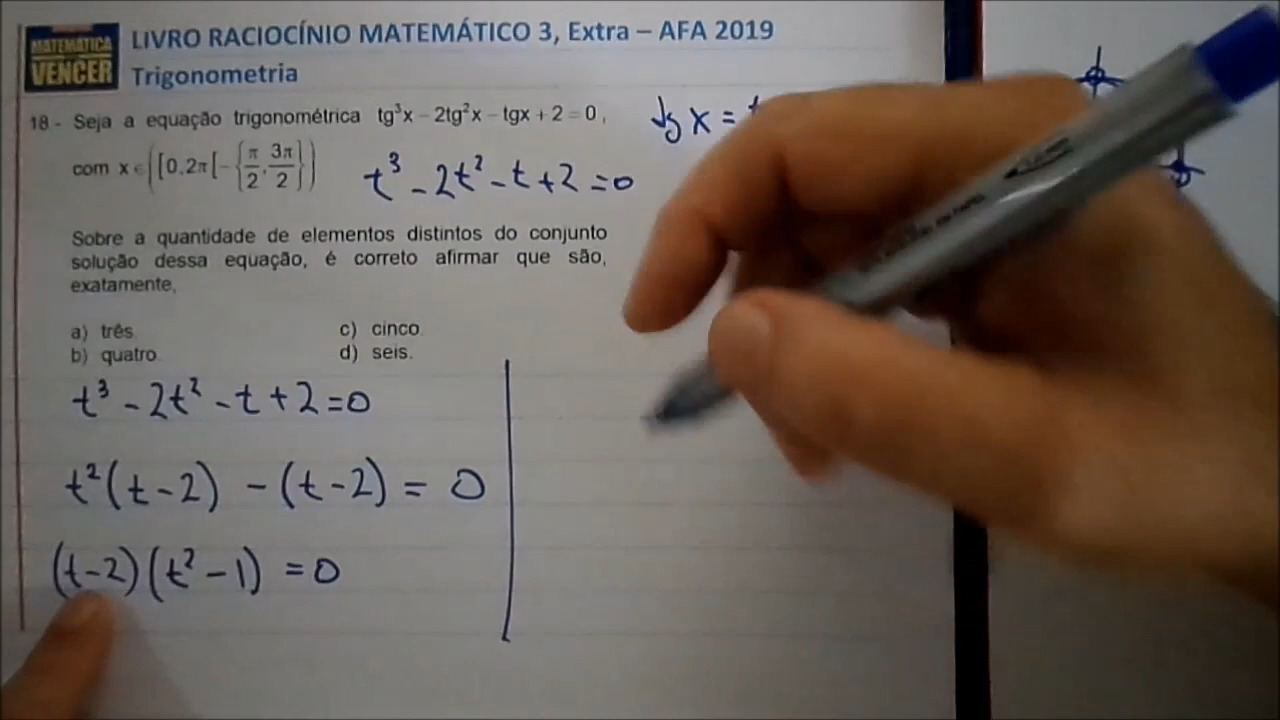 MATEMÁTICA
VENCER
LIVRO RACIOCÍNIO MATEMÁTICO 3, Extra – AFA 2019
Trigonometria
18 - Seja a equação trigonométrica tg³x – 2tg²x – tgx + 2 = 0,
com x ∈ ([0,2π[ – {π/2, 3π/2})
tg x = t
t³ - 2t² - t + 2 = 0
Sobre a quantidade de elementos distintos do conjunto
solução dessa equação, é correto afirmar que são,
exatamente,
a) três.
c) cinco.
b) quatro.
d) seis.
t³ - 2t² - t + 2 = 0
t²(t-2) - (t-2) = 0
(t-2)(t²-1) = 0